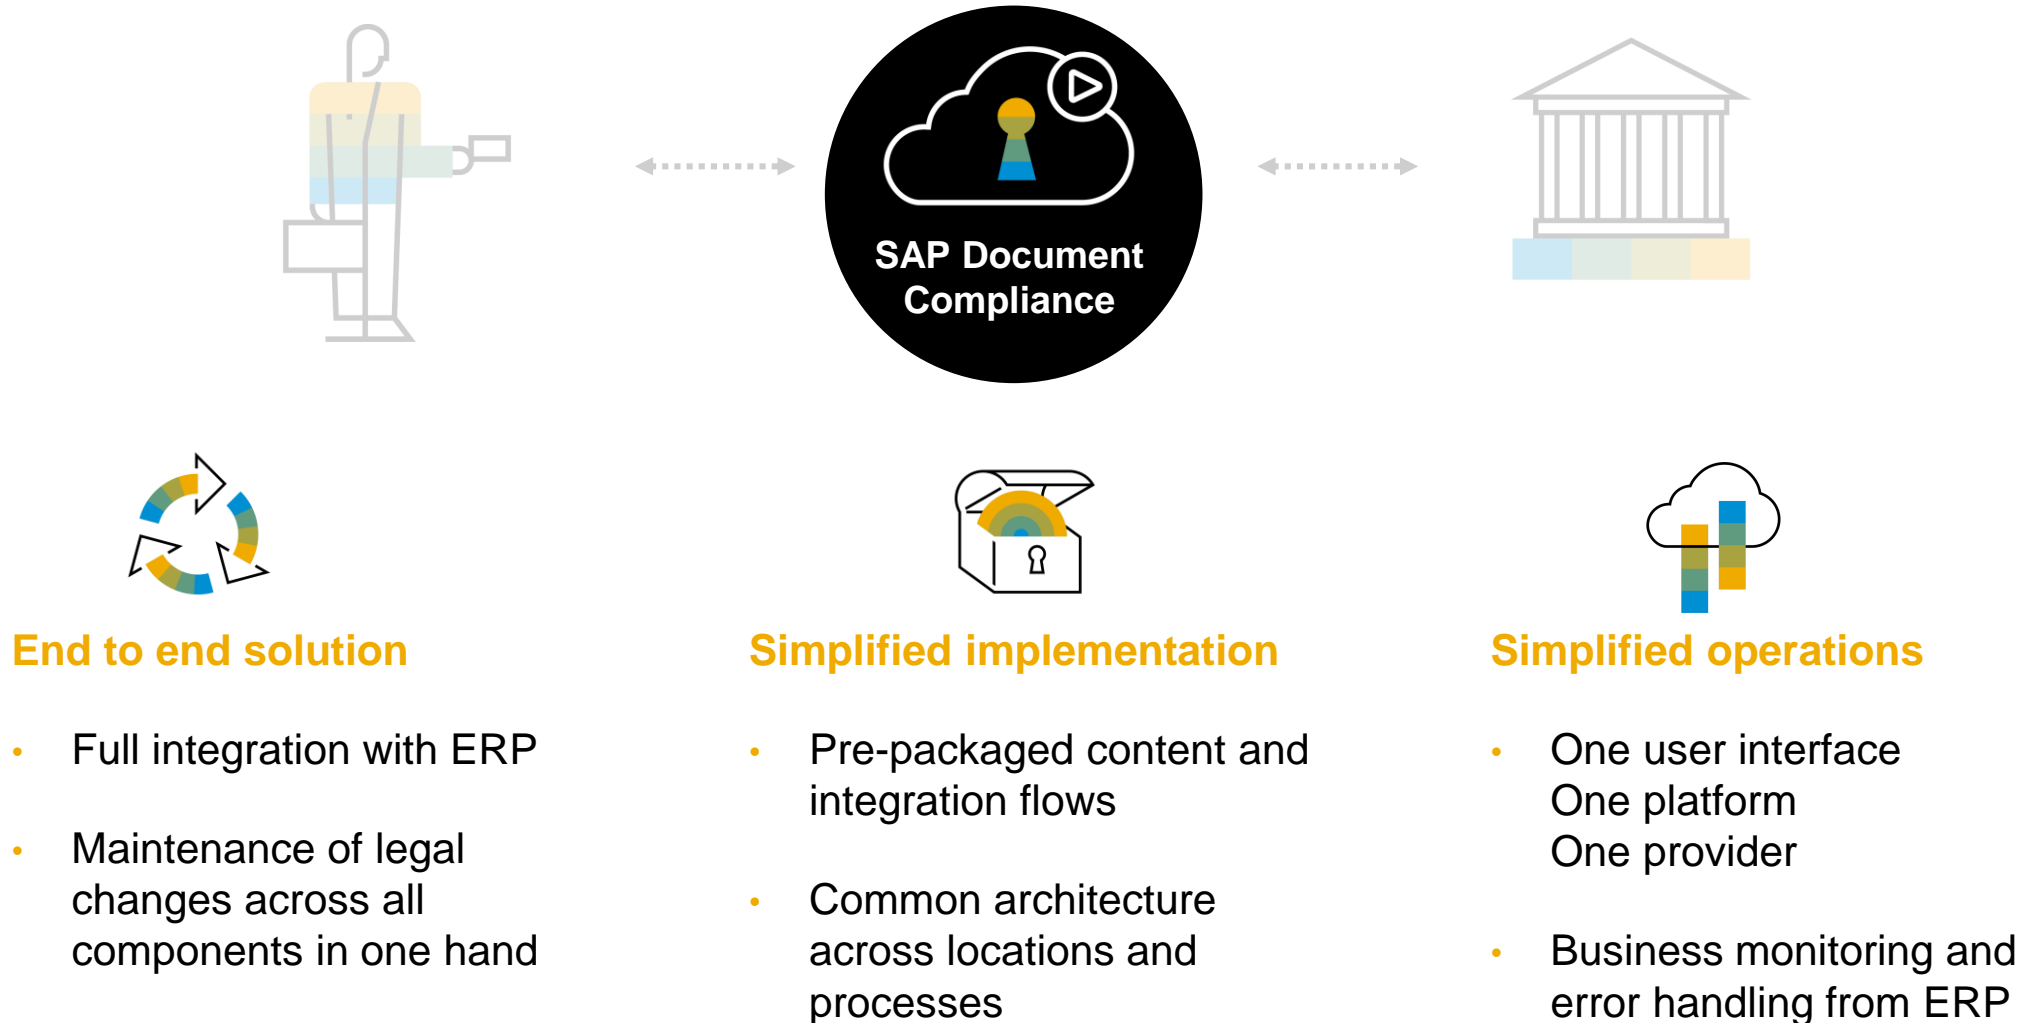 SAP Document
Compliance
End to end solution
• Full integration with ERP
• Maintenance of legal
changes across all
components in one hand
Simplified implementation
• Pre-packaged content and
integration flows
• Common architecture
across locations and
processes
Simplified operations
• One user interface
One platform
One provider
• Business monitoring and
error handling from ERP